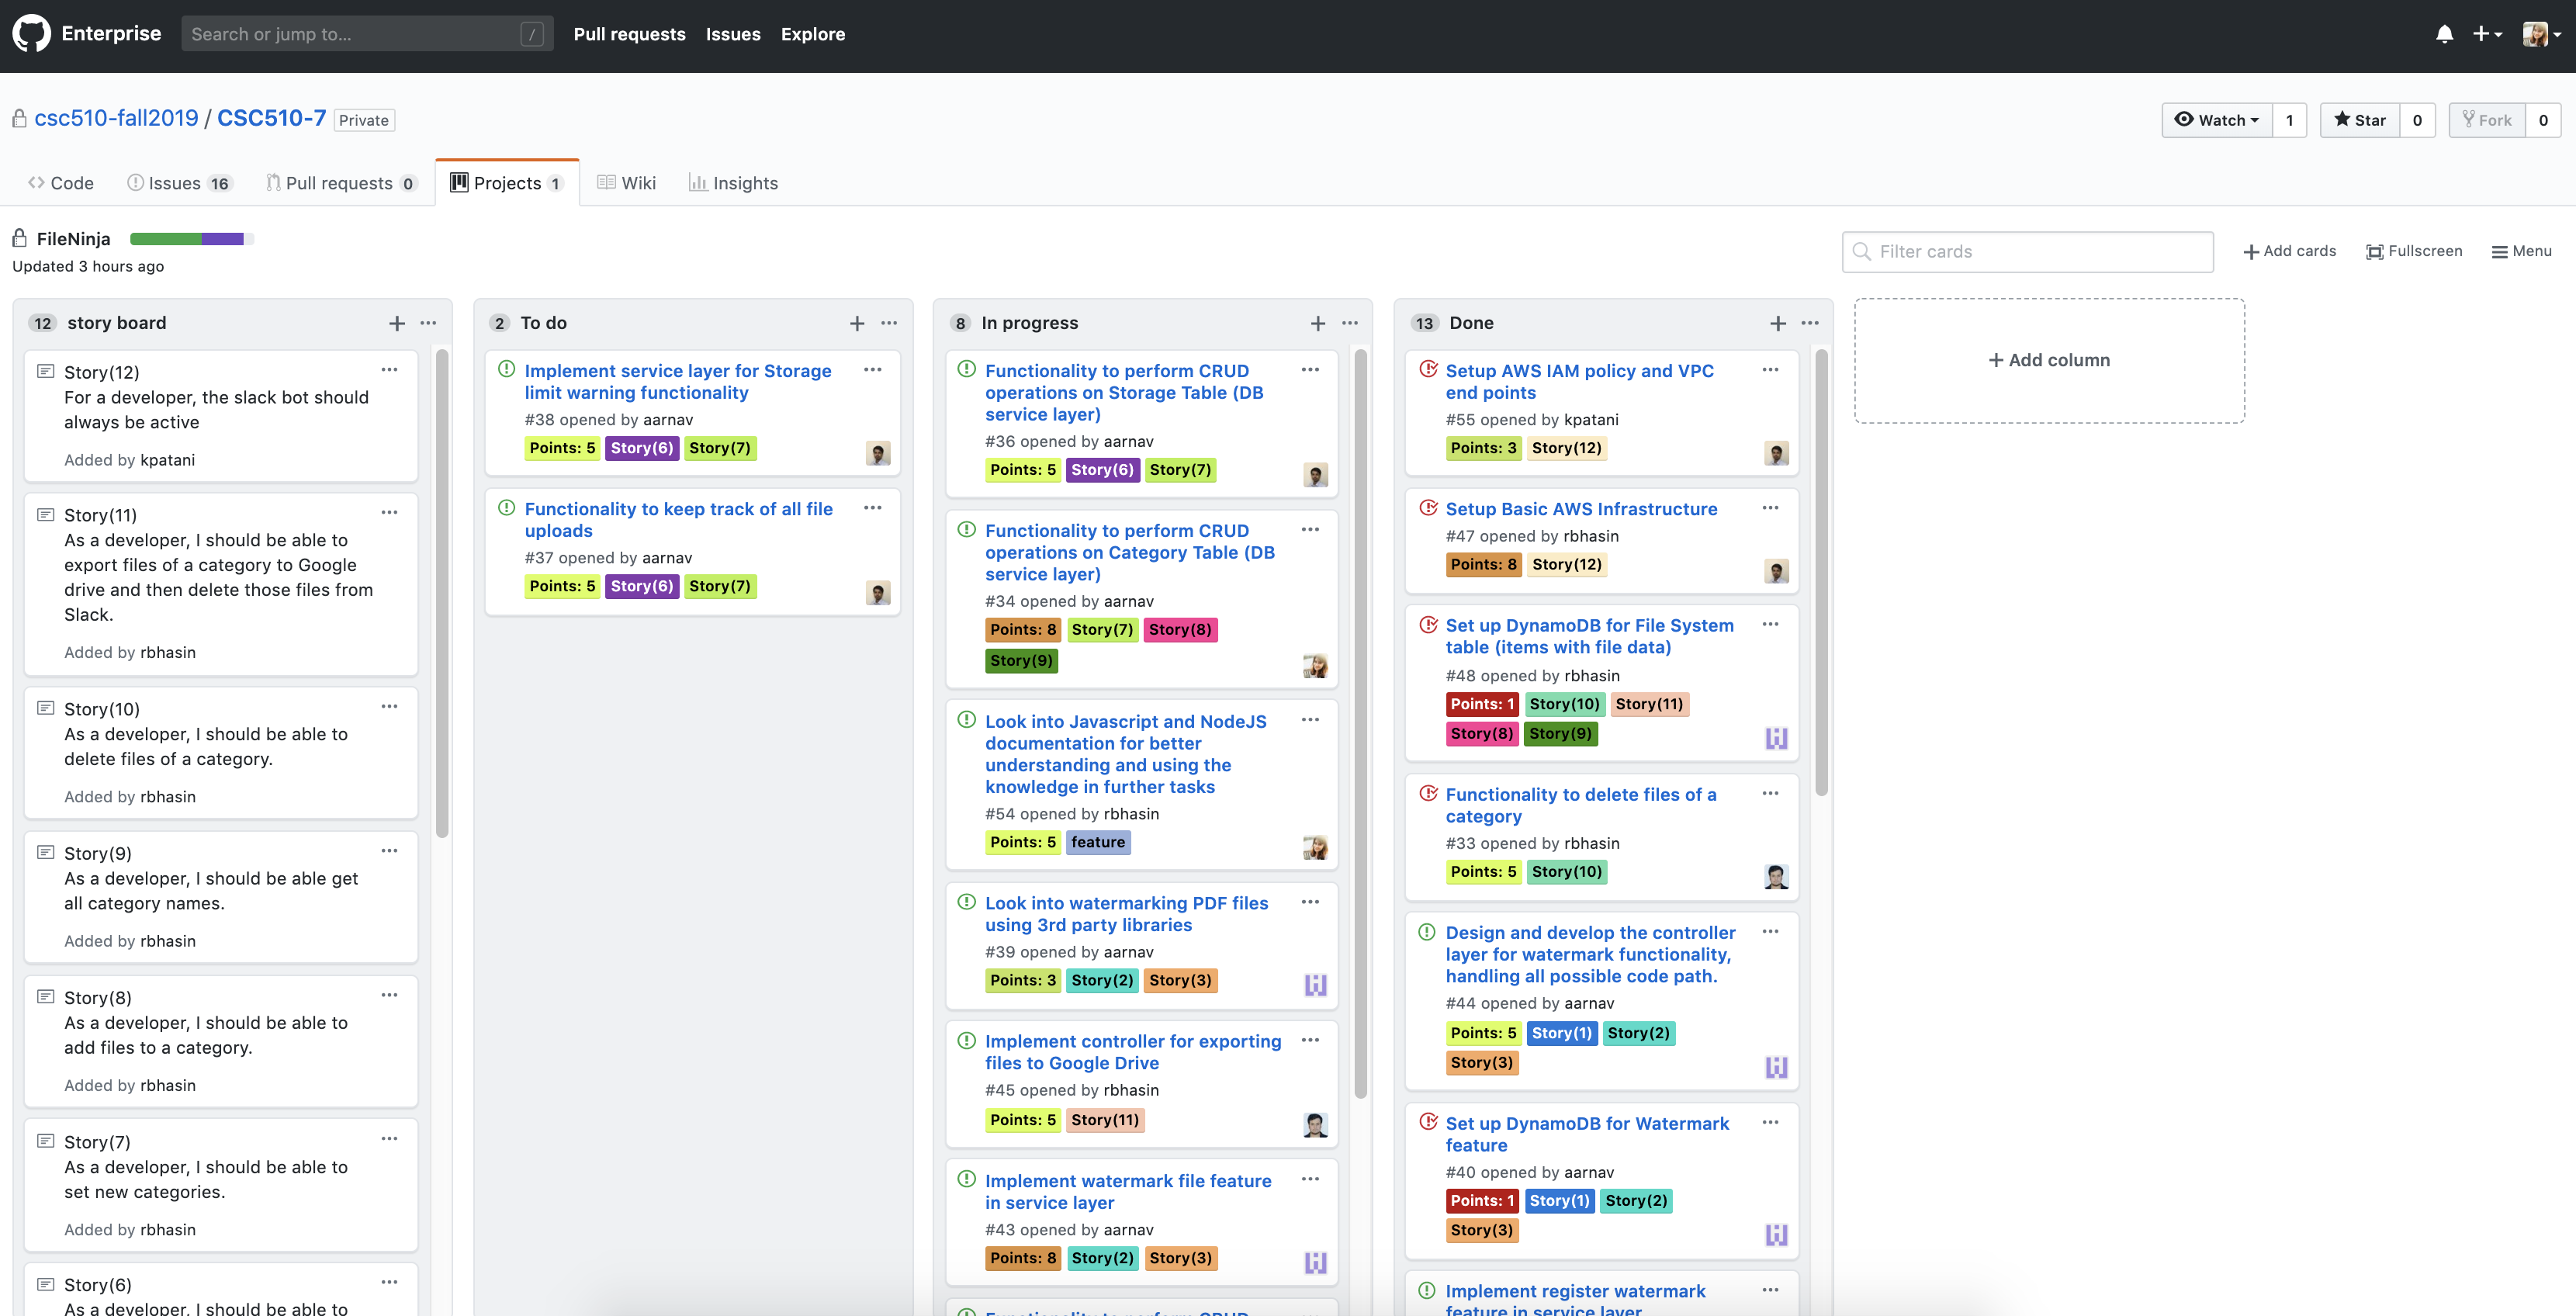 Enterprise
Search or jump to...
/
Pull requests
Issues
Explore
csc510-fall2019 / CSC510-7 Private
Watch 1
Star 0
Fork 0
Code
Issues 16
Pull requests 0
Projects 1
Wiki
Insights
FileNinja
Updated 3 hours ago
Filter cards
Add cards
Fullscreen
Menu
12 story board
Story(12)
For a developer, the slack bot should
always be active
Added by kpatani
Story(11)
As a developer, I should be able to
export files of a category to Google
drive and then delete those files from
Slack.
Added by rbhasin
Story(10)
As a developer, I should be able to
delete files of a category.
Added by rbhasin
Story(9)
As a developer, I should be able get
all category names.
Added by rbhasin
Story(8)
As a developer, I should be able to
add files to a category.
Added by rbhasin
Story(7)
As a developer, I should be able to
set new categories.
Added by rbhasin
Story(6)
As a developer, I should be able to
2 To do
Implement service layer for Storage
limit warning functionality
#38 opened by aarnav
Points: 5 Story(6) Story(7)
Functionality to keep track of all file
uploads
#37 opened by aarnav
Points: 5 Story(6) Story(7)
8 In progress
Functionality to perform CRUD
operations on Storage Table (DB
service layer)
#36 opened by aarnav
Points: 5 Story(6) Story(7)
Functionality to perform CRUD
operations on Category Table (DB
service layer)
#34 opened by aarnav
Points: 8 Story(7) Story(8)
Story(9)
Look into Javascript and NodeJS
documentation for better
understanding and using the
knowledge in further tasks
#54 opened by rbhasin
Points: 5 feature
Look into watermarking PDF files
using 3rd party libraries
#39 opened by aarnav
Points: 3 Story(2) Story(3)
Implement controller for exporting
files to Google Drive
#45 opened by rbhasin
Points: 5 Story(11)
Implement watermark file feature
in service layer
#43 opened by aarnav
Points: 8 Story(2) Story(3)
Functionality to perform CRUD
13 Done
Setup AWS IAM policy and VPC
end points
#55 opened by kpatani
Points: 3 Story(12)
Setup Basic AWS Infrastructure
#47 opened by rbhasin
Points: 8 Story(12)
Set up DynamoDB for File System
table (items with file data)
#48 opened by rbhasin
Points: 1 Story(10) Story(11)
Story(8) Story(9)
Functionality to delete files of a
category
#33 opened by rbhasin
Points: 5 Story(10)
Design and develop the controller
layer for watermark functionality,
handling all possible code path.
#44 opened by aarnav
Points: 5 Story(1) Story(2)
Story(3)
Set up DynamoDB for Watermark
feature
#40 opened by aarnav
Points: 1 Story(1) Story(2)
Story(3)
Implement register watermark
feature in service layer
Add column